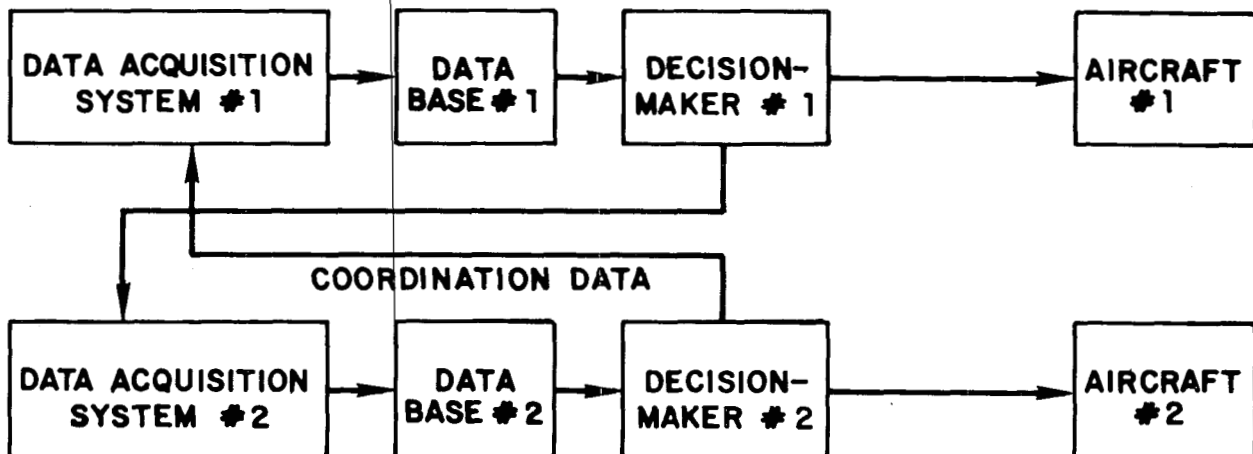 DATA ACQUISITION
SYSTEM #1
DATA
BASE #1
DECISION-
MAKER #1
AIRCRAFT
#1
COORDINATION DATA
DATA ACQUISITION
SYSTEM #2
DATA
BASE #2
DECISION-
MAKER #2
AIRCRAFT
#2